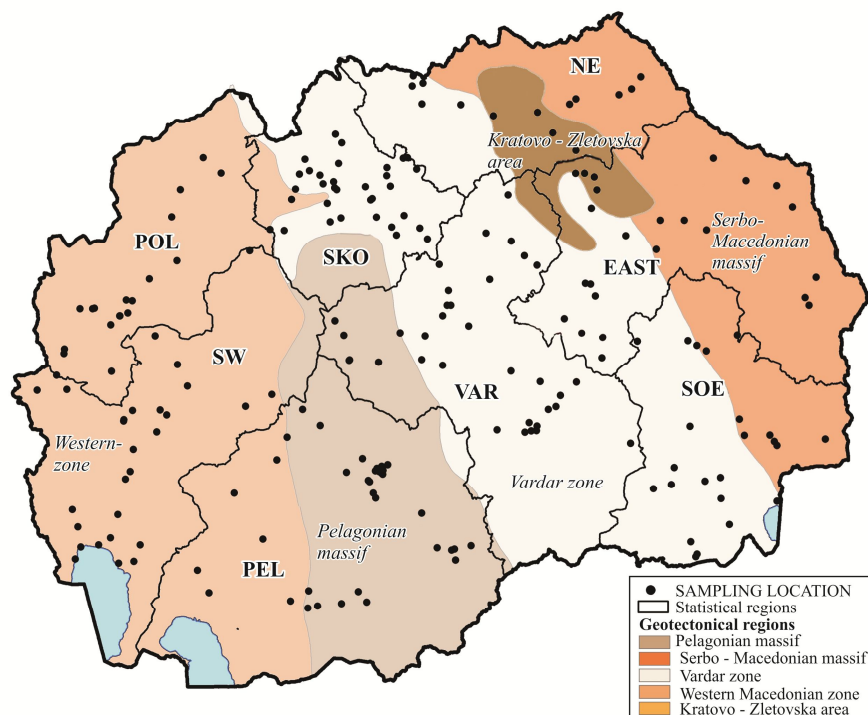 NE
Kratovo - Zletovska
area
POL
SKO
Serbo-
Macedonian
massif
EAST
SW
VAR
SOE
Western-
zone
Vardar zone
Pelagonian
massif
PEL
SAMPLING LOCATION
Statistical regions
Geotectonical regions
Pelagonian massif
Serbo - Macedonian massif
Vardar zone
Western Macedonian zone
Kratovo - Zletovska area